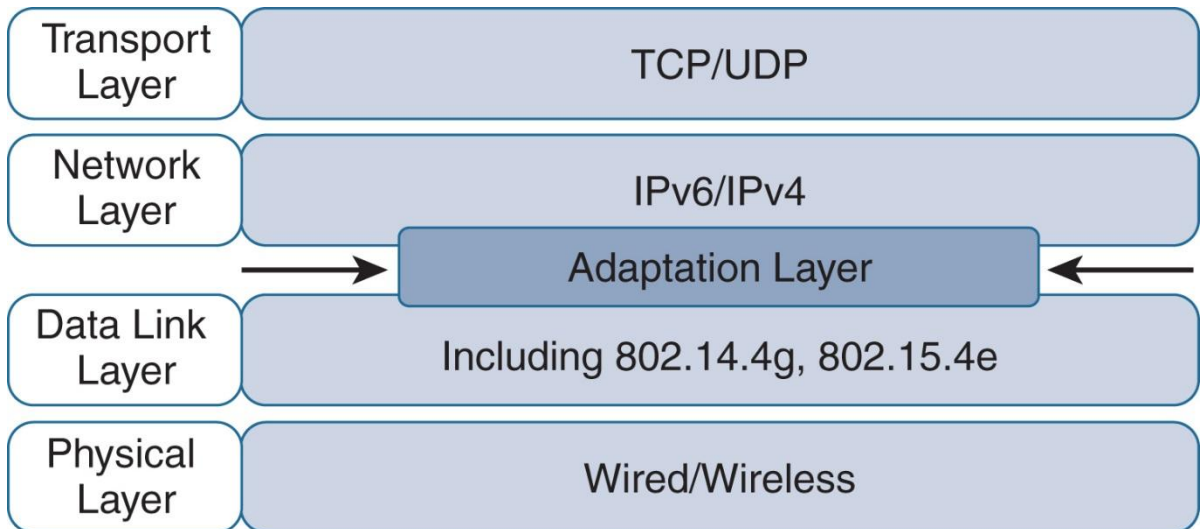 Transport
Layer
TCP/UDP
Network
Layer
IPv6/IPv4
Adaptation Layer
Data Link
Layer
Including 802.14.4g, 802.15.4e
Physical
Layer
Wired/Wireless